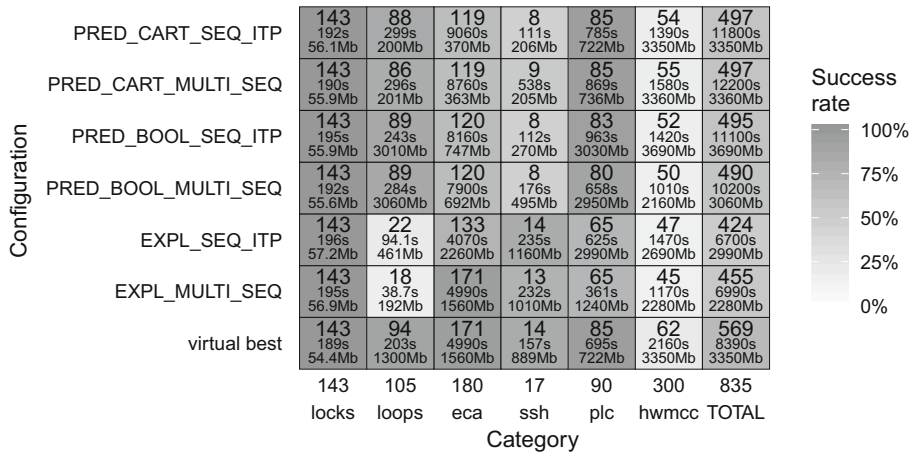 PRED_CART_SEQ_ITP
143 88 119 8 85 54 497
192s 299s 9060s 111s 785s 1390s 11800s
56.1Mb 200Mb 370Mb 206Mb 722Mb 3350Mb 3350Mb
PRED_CART_MULTI_SEQ
143 86 119 9 85 55 497
190s 296s 8760s 538s 869s 1580s 12200s
55.9Mb 201Mb 363Mb 205Mb 736Mb 3360Mb 3360Mb
PRED_BOOL_SEQ_ITP
143 89 120 8 83 52 495
195s 243s 8160s 112s 963s 1420s 11100s
55.9Mb 3010Mb 747Mb 270Mb 3030Mb 3690Mb 3690Mb
PRED_BOOL_MULTI_SEQ
143 89 120 8 80 50 490
192s 284s 7900s 176s 658s 1010s 10200s
55.6Mb 3060Mb 692Mb 495Mb 2950Mb 2160Mb 3060Mb
EXPL_SEQ_ITP
143 22 133 14 65 47 424
196s 94.1s 4070s 235s 625s 1470s 6700s
57.2Mb 461Mb 2260Mb 1160Mb 2990Mb 2690Mb 2990Mb
EXPL_MULTI_SEQ
143 18 171 13 65 45 455
195s 38.7s 4990s 232s 361s 1170s 6990s
56.9Mb 192Mb 1560Mb 1010Mb 1240Mb 2280Mb 2280Mb
virtual best
143 94 171 14 85 62 569
189s 203s 4990s 157s 695s 2160s 8390s
54.4Mb 1300Mb 1560Mb 889Mb 722Mb 3350Mb 3350Mb
143 105 180 17 90 300 835
locks loops eca ssh plc hwmcc TOTAL
Category
Configuration
Success
rate
100%
75%
50%
25%
0%